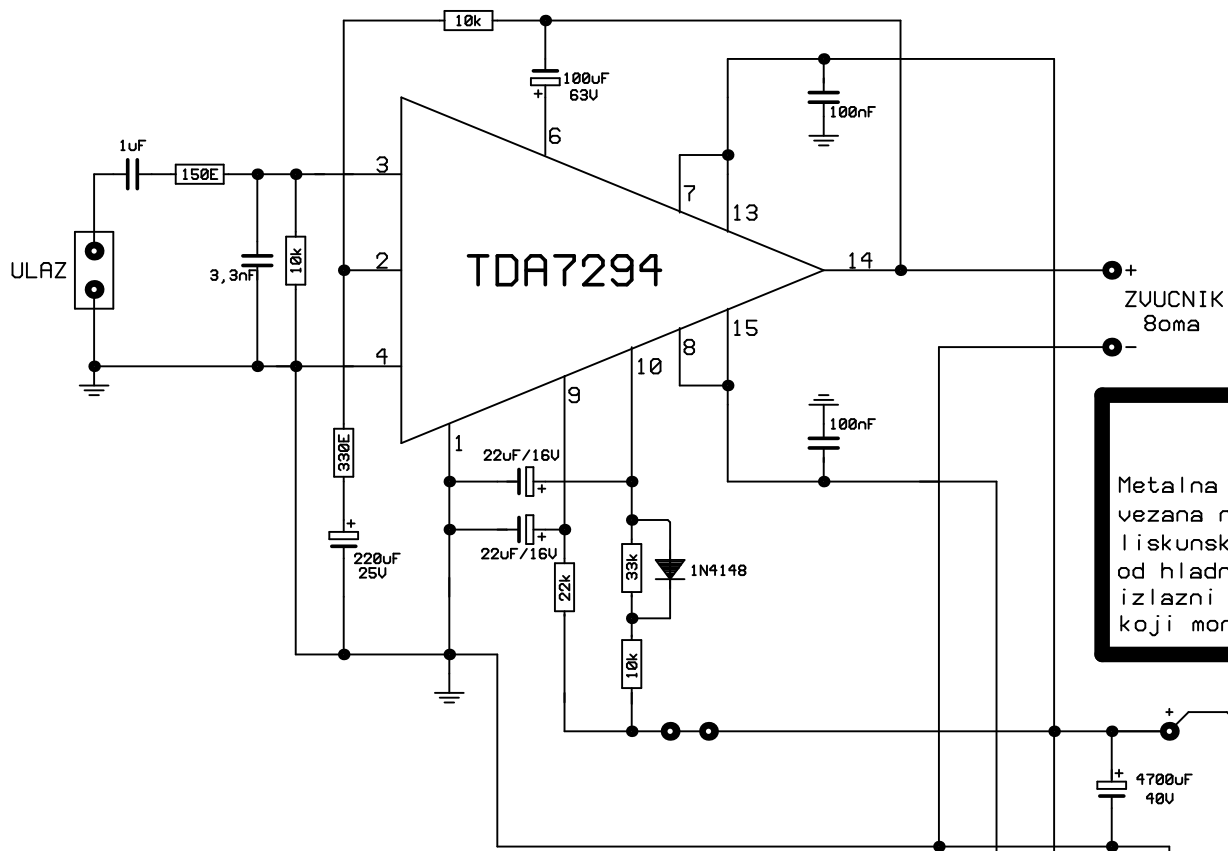 10k
100uF
63V
+
6
100nF
1uF
150E
3
7
13
ULAZ
3,3nF
10k
2
TDA7294
14
+
ZVUCNIK
8oma
−
15
8
4
10
9
1
330E
22uF/16V
+
100nF
+
220uF
25V
+
22uF/16V
22k
33k
1N4148
10k
Metalna
vezana
liskunsk
od hladn
izlazni
koji mor
+
+
4700uF
40V